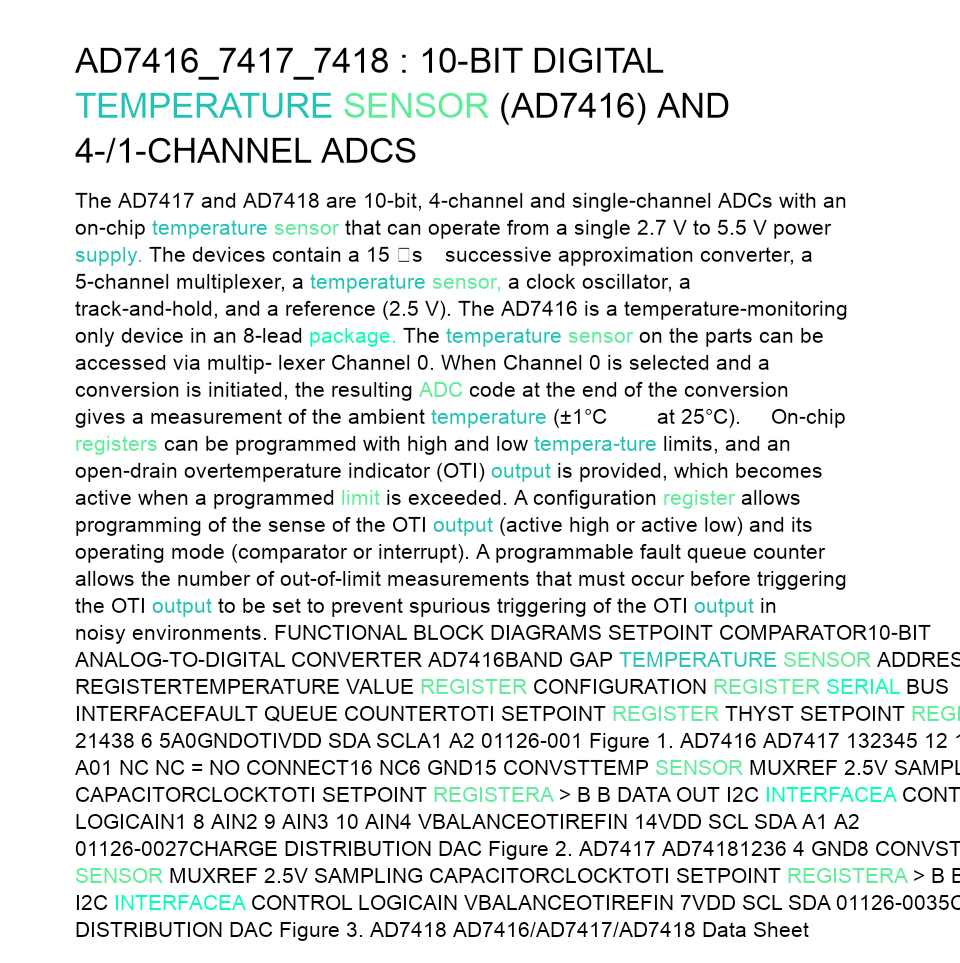 AD7416_7417_7418 : 10-BIT DIGITAL
TEMPERATURE SENSOR (AD7416) AND
4-/1-CHANNEL ADCS
The AD7417 and AD7418 are 10-bit, 4-channel and single-channel ADCs with an
on-chip temperature sensor that can operate from a single 2.7 V to 5.5 V power
supply. The devices contain a 15 □s successive approximation converter, a
5-channel multiplexer, a temperature sensor, a clock oscillator, a
track-and-hold, and a reference (2.5 V). The AD7416 is a temperature-monitoring
only device in an 8-lead package. The temperature sensor on the parts can be
accessed via multip- lexer Channel 0. When Channel 0 is selected and a
conversion is initiated, the resulting ADC code at the end of the conversion
gives a measurement of the ambient temperature (±1°C at 25°C). On-chip
registers can be programmed with high and low tempera-ture limits, and an
open-drain overtemperature indicator (OTI) output is provided, which becomes
active when a programmed limit is exceeded. A configuration register allows
programming of the sense of the OTI output (active high or active low) and its
operating mode (comparator or interrupt). A programmable fault queue counter
allows the number of out-of-limit measurements that must occur before triggering
the OTI output to be set to prevent spurious triggering of the OTI output in
noisy environments. FUNCTIONAL BLOCK DIAGRAMS SETPOINT COMPARATOR10-BIT
ANALOG-TO-DIGITAL CONVERTER AD7416BAND GAP TEMPERATURE SENSOR ADDRES
REGISTERTEMPERATURE VALUE REGISTER CONFIGURATION REGISTER SERIAL BUS
INTERFACEFAULT QUEUE COUNTERTOTI SETPOINT REGISTER THYST SETPOINT REGI
21438 6 5A0GNDOTIVDD SDA SCLA1 A2 01126-001 Figure 1. AD7416 AD7417 132345 12 1
A01 NC NC = NO CONNECT16 NC6 GND15 CONVSTTEMP SENSOR MUXREF 2.5V SAMPL
CAPACITORCLOCKTOTI SETPOINT REGISTERA > B B DATA OUT I2C INTERFACEA CONT
LOGICAIN1 8 AIN2 9 AIN3 10 AIN4 VBALANCEOTIREFIN 14VDD SCL SDA A1 A2
01126-0027CHARGE DISTRIBUTION DAC Figure 2. AD7417 AD74181236 4 GND8 CONVST
SENSOR MUXREF 2.5V SAMPLING CAPACITORCLOCKTOTI SETPOINT REGISTERA > B B
I2C INTERFACEA CONTROL LOGICAIN VBALANCEOTIREFIN 7VDD SCL SDA 01126-0035C
DISTRIBUTION DAC Figure 3. AD7418 AD7416/AD7417/AD7418 Data Sheet